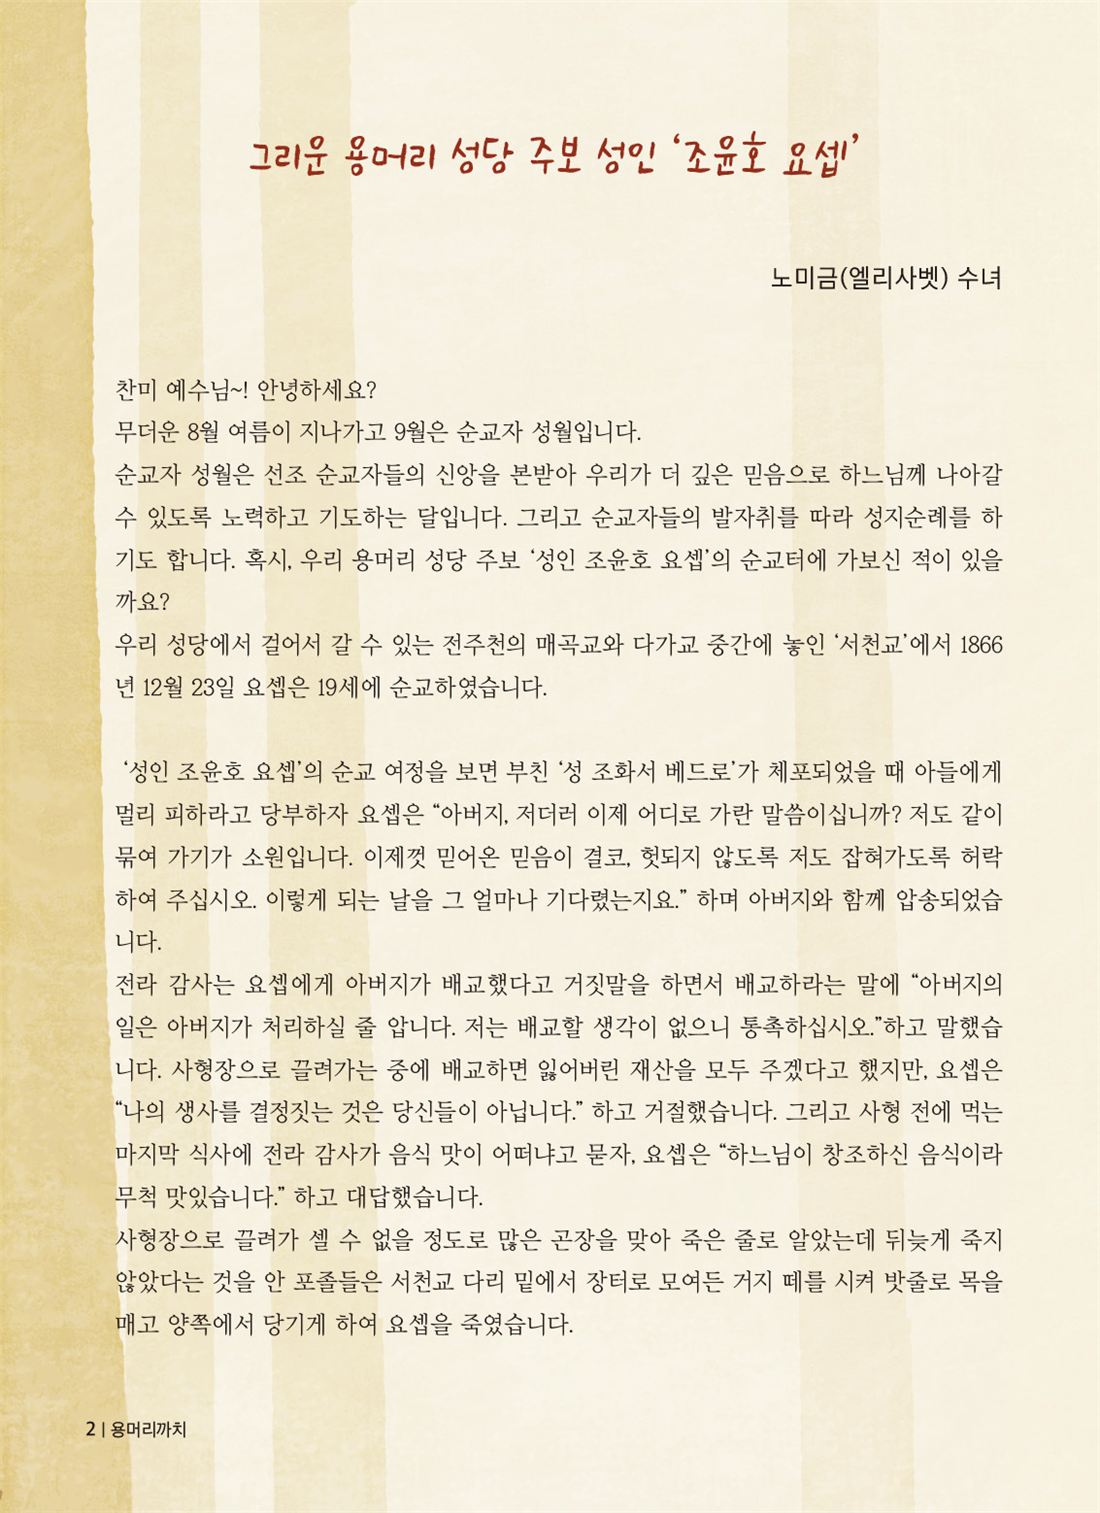 그리운 용머리 성당 주보 성인 ‘조윤호 요셉’
노미금(엘리사벳) 수녀
찬미 예수님~! 안녕하세요?
무더운 8월 여름이 지나가고 9월은 순교자 성월입니다.
순교자 성월은 선조 순교자들의 신앙을 본받아 우리가 더 깊은 믿음으로 하느님께 나아갈
수 있도록 노력하고 기도하는 달입니다. 그리고 순교자들의 발자취를 따라 성지순례를 하
기도 합니다. 혹시, 우리 용머리 성당 주보 ‘성인 조윤호 요셉’의 순교터에 가보신 적이 있을
까요?
우리 성당에서 걸어서 갈 수 있는 전주천의 매곡교와 다가교 중간에 놓인 ‘서천교’에서 1866
년 12월 23일 요셉은 19세에 순교하였습니다.
‘성인 조윤호 요셉’의 순교 여정을 보면 부친 ‘성 조화서 베드로’가 체포되었을 때 아들에게
멀리 피하라고 당부하자 요셉은 “아버지, 저더러 이제 어디로 가란 말씀이십니까? 저도 같이
묶여 가기가 소원입니다. 이제껏 믿어온 믿음이 결코, 헛되지 않도록 저도 잡혀가도록 허락
하여 주십시오. 이렇게 되는 날을 그 얼마나 기다렸는지요.” 하며 아버지와 함께 압송되었습
니다.
전라 감사는 요셉에게 아버지가 배교했다고 거짓말을 하면서 배교하라는 말에 “아버지의
일은 아버지가 처리하실 줄 압니다. 저는 배교할 생각이 없으니 통촉하십시오.”하고 말했습
니다. 사형장으로 끌려가는 중에 배교하면 잃어버린 재산을 모두 주겠다고 했지만, 요셉은
“나의 생사를 결정짓는 것은 당신들이 아닙니다.” 하고 거절했습니다. 그리고 사형 전에 먹는
마지막 식사에 전라 감사가 음식 맛이 어떠냐고 묻자, 요셉은 “하느님이 창조하신 음식이라
무척 맛있습니다.” 하고 대답했습니다.
사형장으로 끌려가 셀 수 없을 정도로 많은 곤장을 맞아 죽은 줄로 알았는데 뒤늦게 죽지
않았다는 것을 안 포졸들은 서천교 다리 밑에서 장터로 모여든 거지 떼를 시켜 밧줄로 목을
매고 양쪽에서 당기게 하여 요셉을 죽였습니다.
2 | 용머리까치